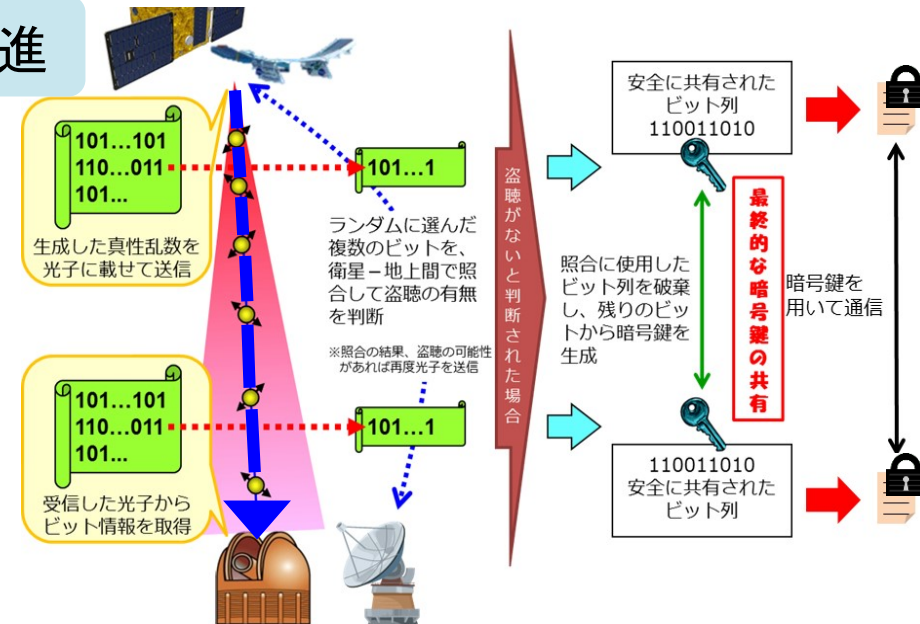 進
101…101
110…011
101…
生成した真性乱数を
光子に載せて送信
101…1
ランダムに選んだ
複数のビットを、
衛星－地上間で照
合して盗聴の有無
を判断
※照合の結果、盗聴の可能性
があれば再度光子を送信
101…101
110…011
101…
受信した光子から
ビット情報を取得
101…1
盗聴がないと判断された場合
安全に共有された
ビット列
110011010
照合に使用した
ビット列を破棄
し、残りのビッ
トから暗号鍵を
生成
最終的な暗号鍵の共有
110011010
安全に共有された
ビット列
暗号鍵を
用いて通信